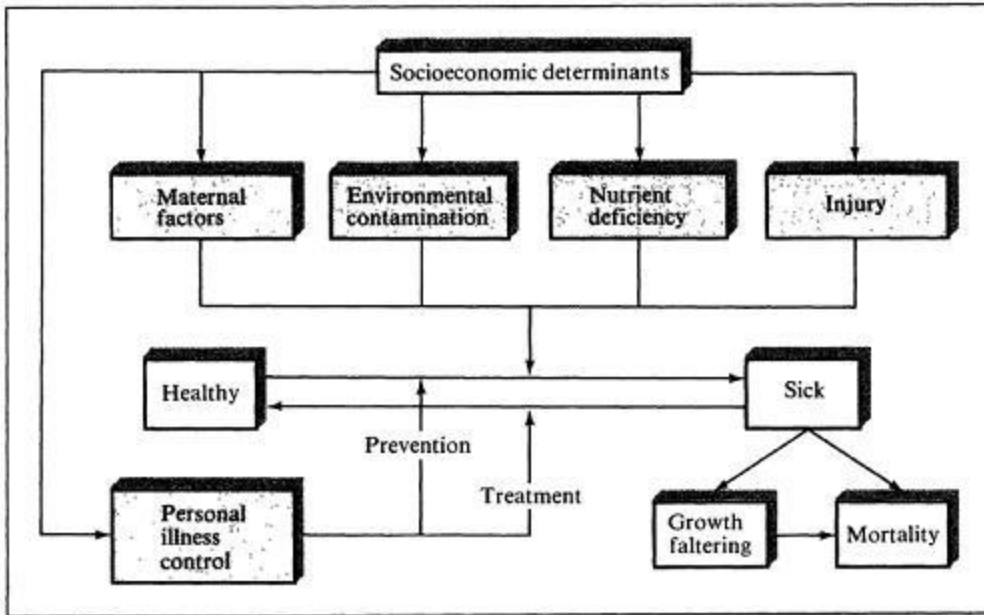 Socioeconomic determinants
Maternal
factors
Environmental
contamination
Nutrient
deficiency
Injury
Healthy
Sick
Prevention
Treatment
Personal
illness
control
Growth
faltering
Mortality